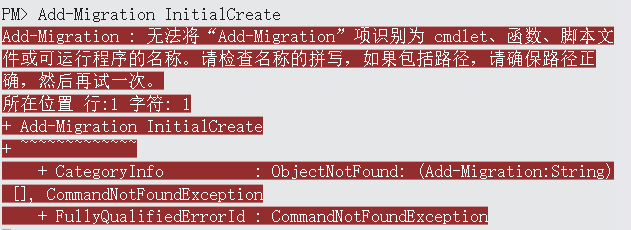 PM> Add-Migration InitialCreate
Add-Migration : 无法将“Add-Migration”项识别为 cmdlet、函数、脚本文
件或可运行程序的名称。请检查名称的拼写，如果包括路径，请确保路径正
确，然后再试一次。
所在位置 行:1 字符: 1
+ Add-Migration InitialCreate
+ ~~~~~~~~~~~~~
    + CategoryInfo          : ObjectNotFound: (Add-Migration:String)
 [], CommandNotFoundException
    + FullyQualifiedErrorId : CommandNotFoundException